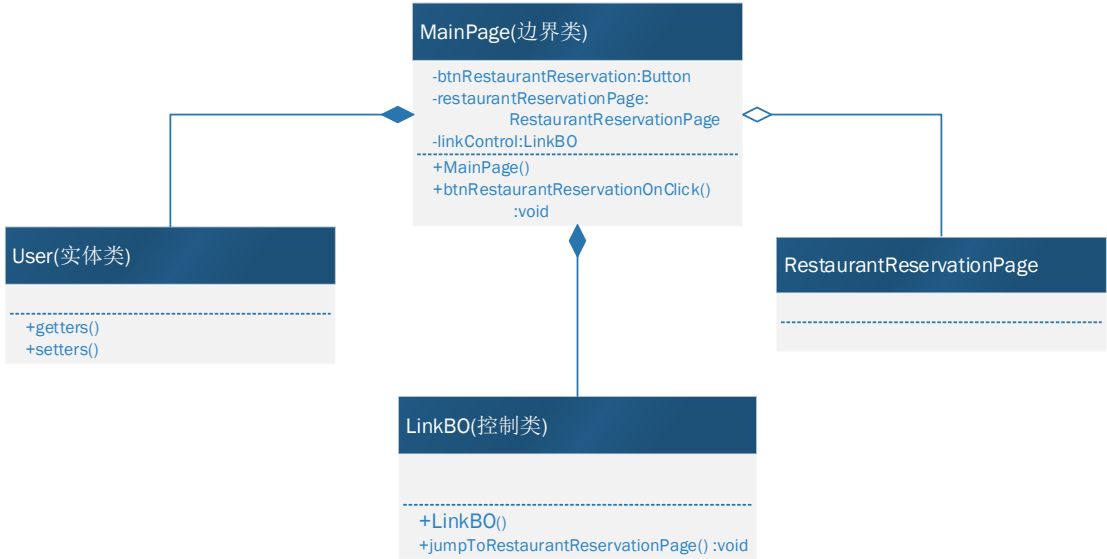 MainPage(边界类)
-btnRestaurantReservation:Button
-restaurantReservationPage:
RestaurantReservationPage
-linkControl:LinkBO
+MainPage()
+btnRestaurantReservationOnClick()
:void
User(实体类)
+getters()
+setters()
RestaurantReservationPage
LinkBO(控制类)
+LinkBO()
+jumpToRestaurantReservationPage() :void